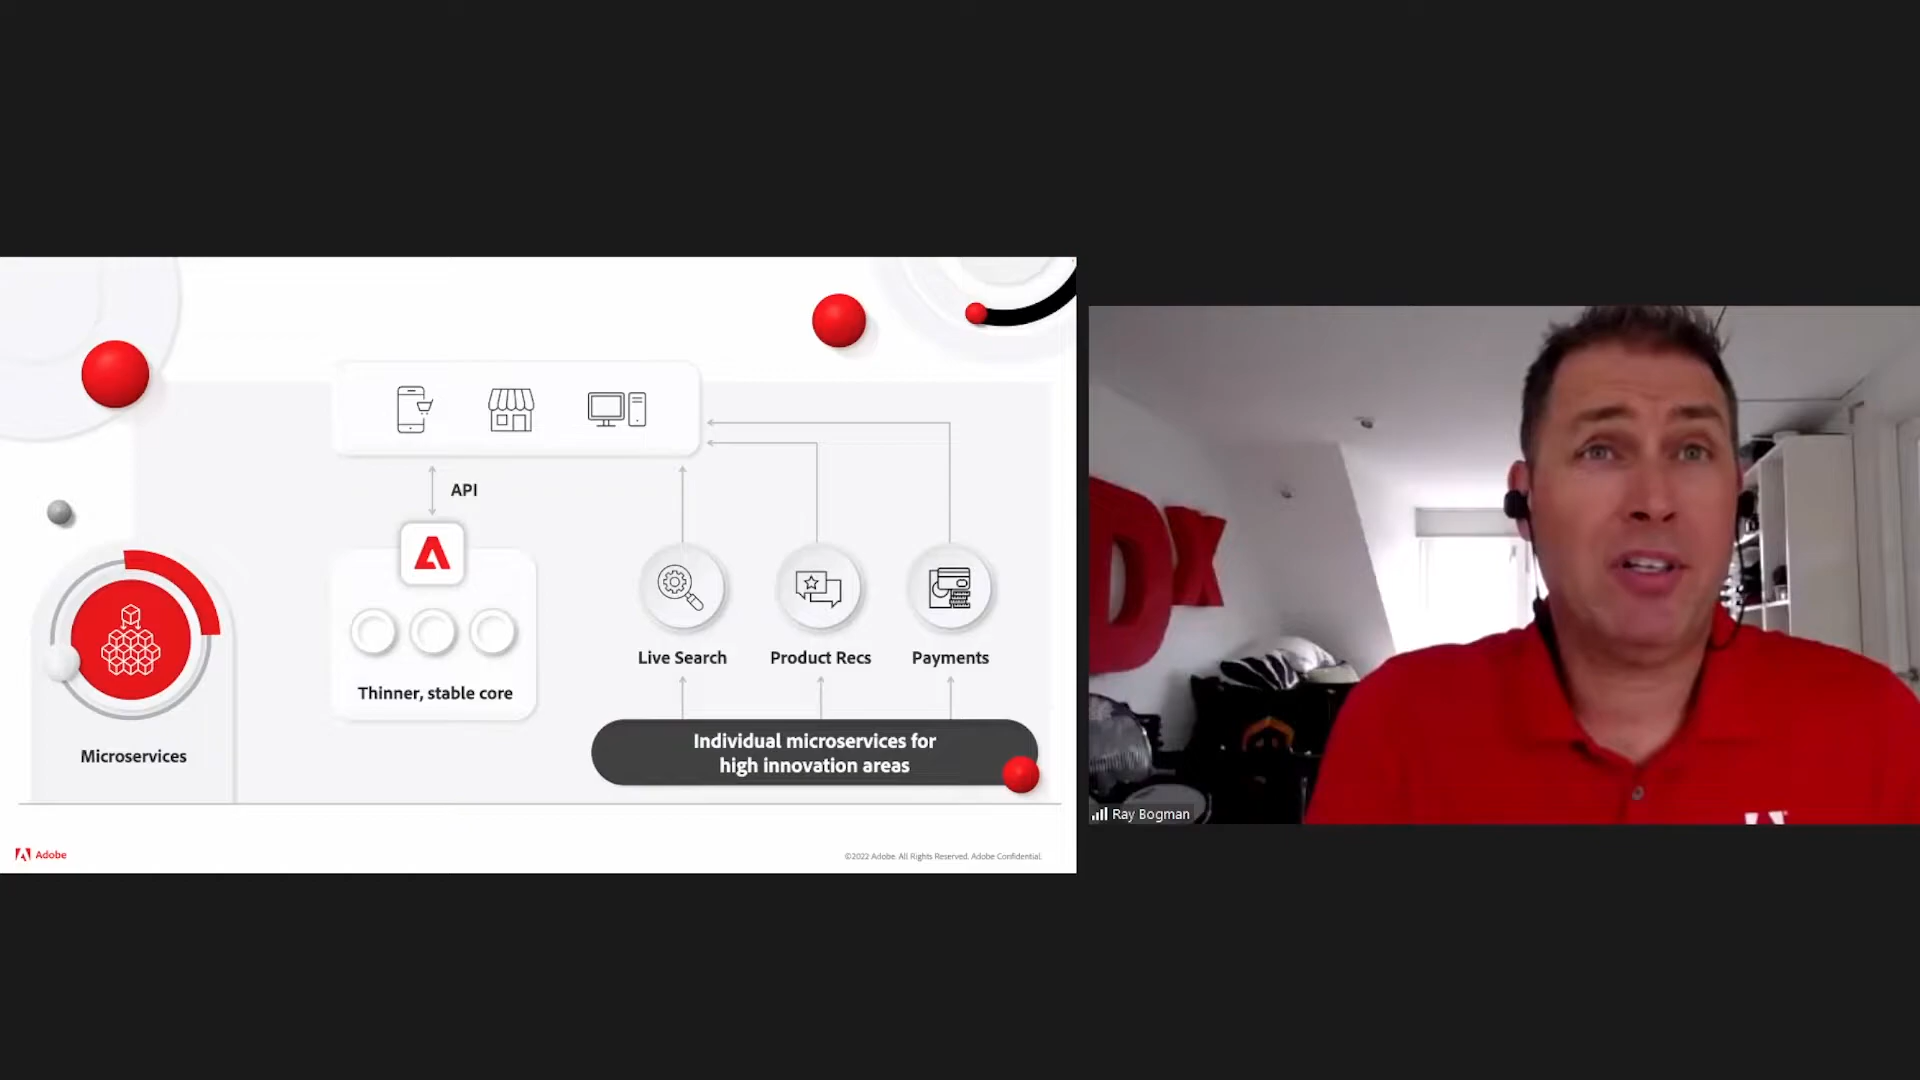 API
Live Search
Product Recs
Payments
Thinner, stable core
Individual microservices for
high innovation areas
Microservices
Adobe
©2022 Adobe. All Rights Reserved. Adobe Confidential.
DX
Ray Bogman